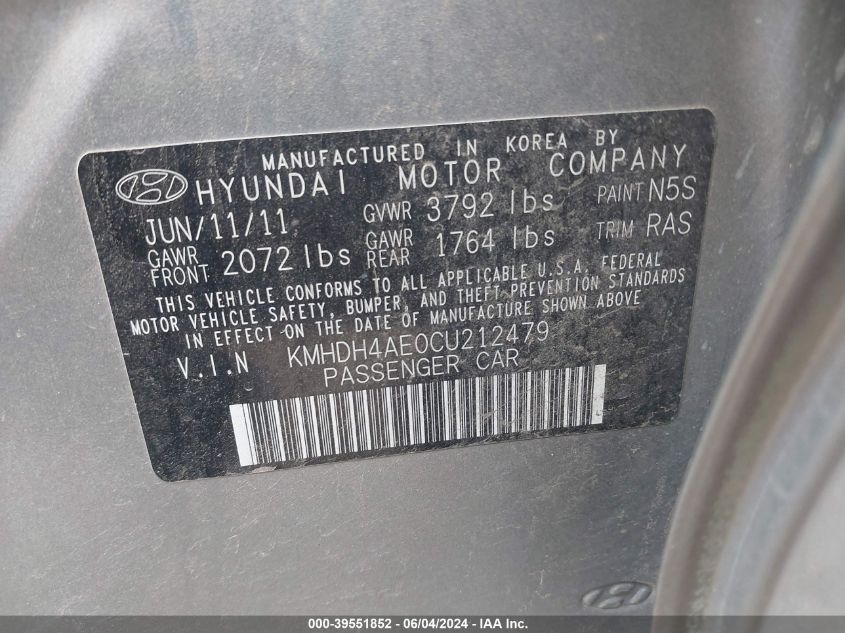 MANUFACTURED IN KOREA BY
HYUNDAI MOTOR COMPANY
JUN/11/11 GVWR 3792 lbs PAINT N5S
GAWR FRONT 2072 lbs GAWR REAR 1764 lbs TRIM RAS
THIS VEHICLE CONFORMS TO ALL APPLICABLE U.S.A. FEDERAL
MOTOR VEHICLE SAFETY, BUMPER, AND THEFT PREVENTION STANDARDS
IN EFFECT ON THE DATE OF MANUFACTURE SHOWN ABOVE
V.I.N KMHDH4AE0CU212479
PASSENGER CAR
000-39551852 - 06/04/2024 - IAA Inc.